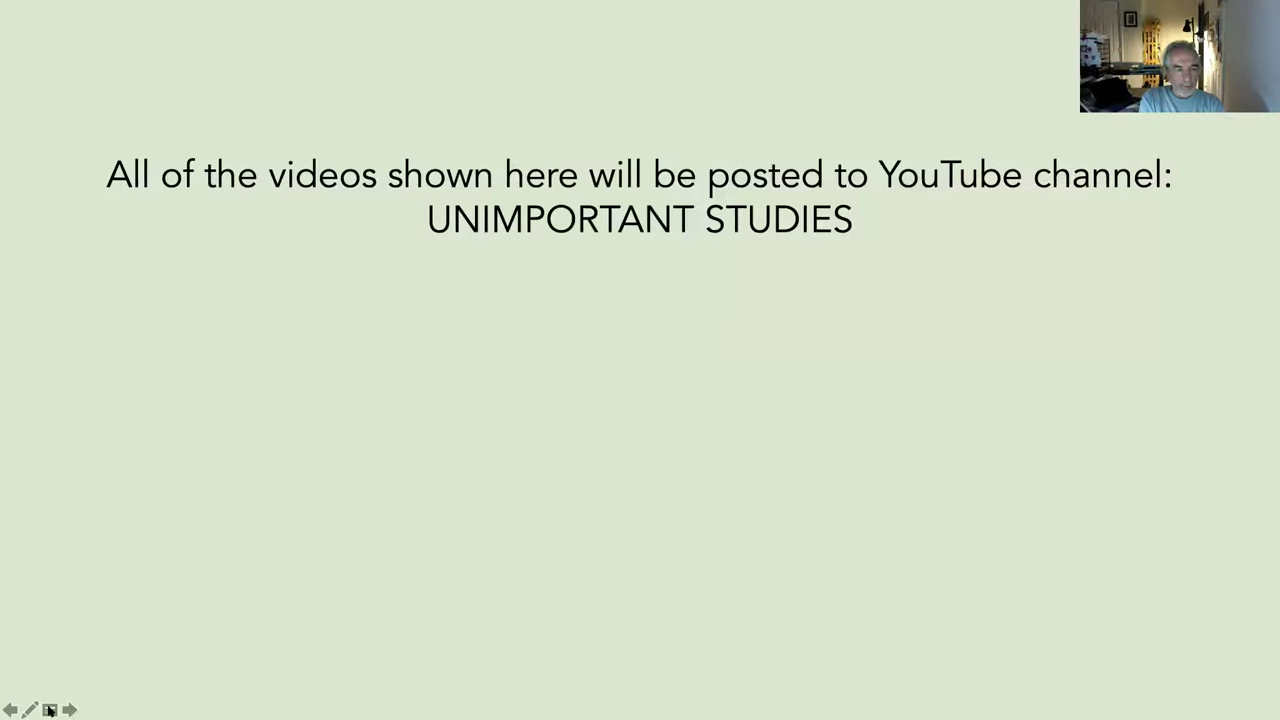 All of the videos shown here will be posted to YouTube channel:
UNIMPORTANT STUDIES